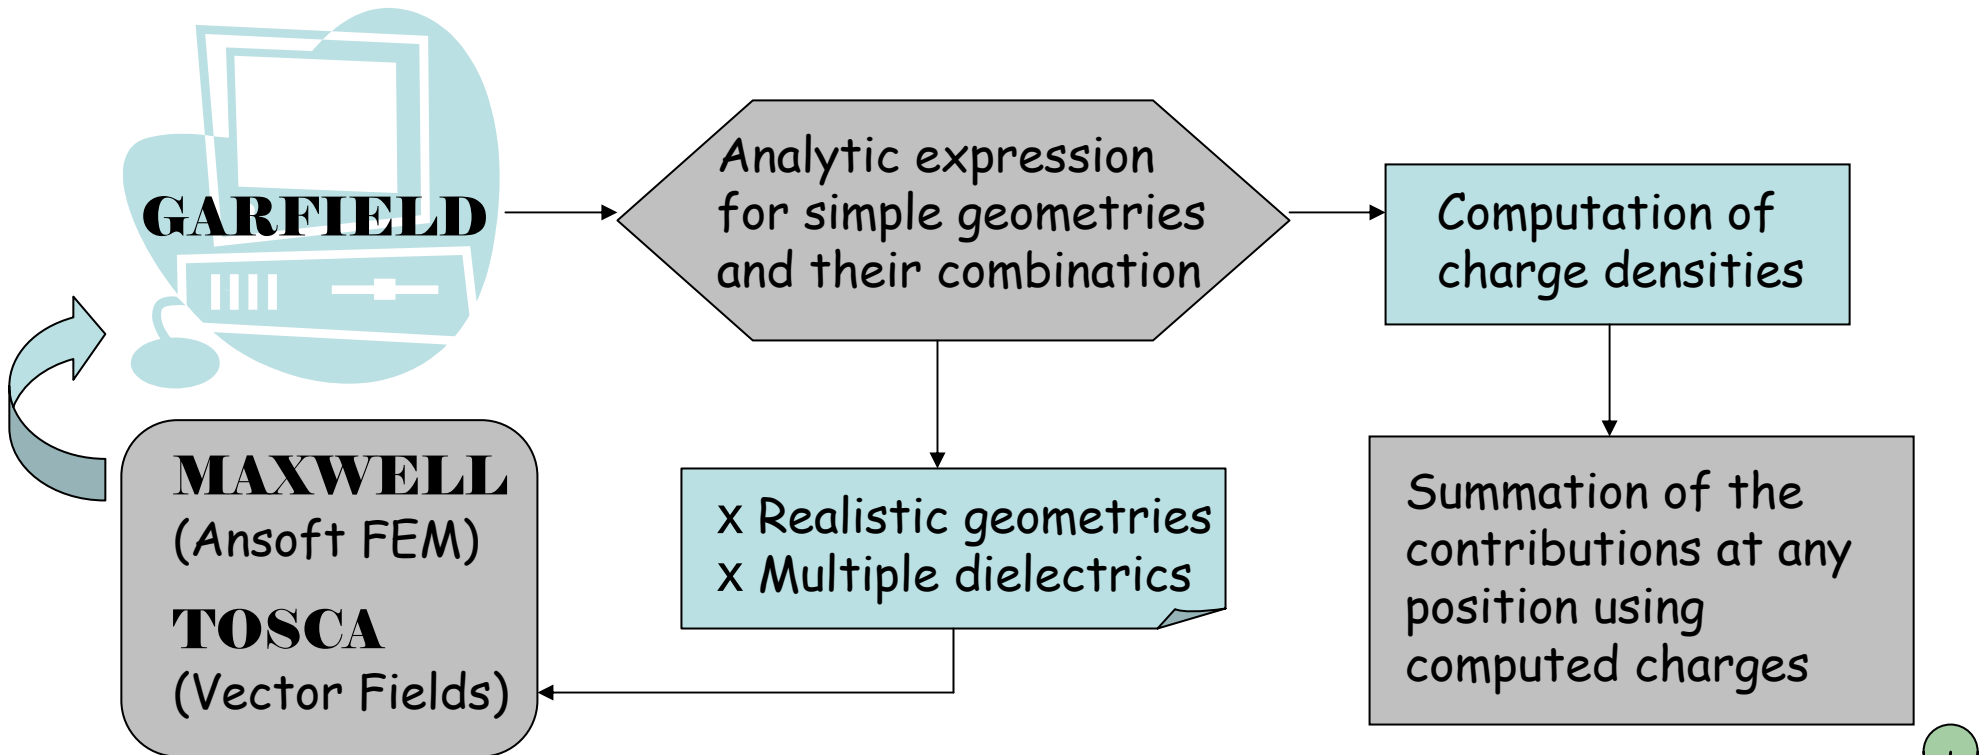 GARFIELD
Analytic expression
for simple geometries
and their combination
Computation of
charge densities
MAXWELL
(Ansoft FEM)
TOSCA
(Vector Fields)
x Realistic geometries
x Multiple dielectrics
Summation of the
contributions at any
position using
computed charges